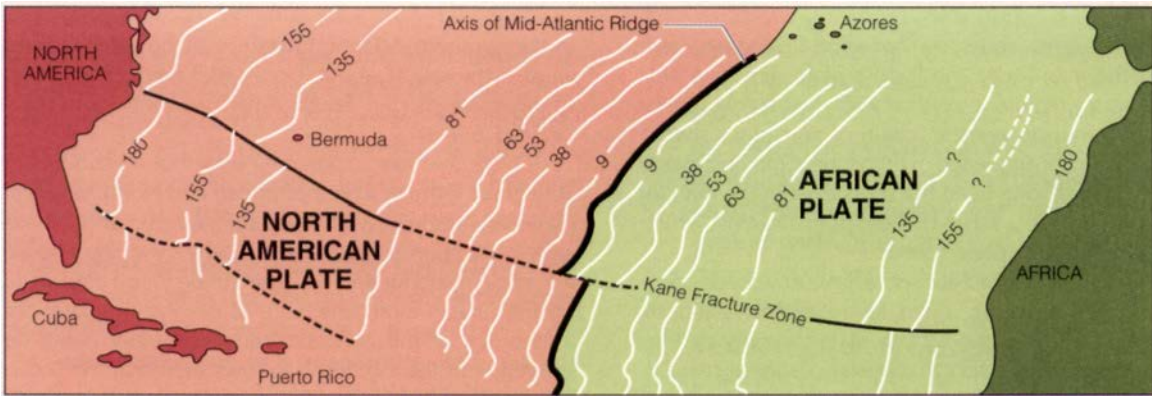 NORTH
AMERICA
155
135
Axis of Mid-Atlantic Ridge
Azores
Bermuda
81
63
53
38
9
9
38
53
63
81
AFRICAN
PLATE
?
?
135
155
180
180
155
135
NORTH
AMERICAN
PLATE
Cuba
Puerto Rico
Kane Fracture Zone
AFRICA